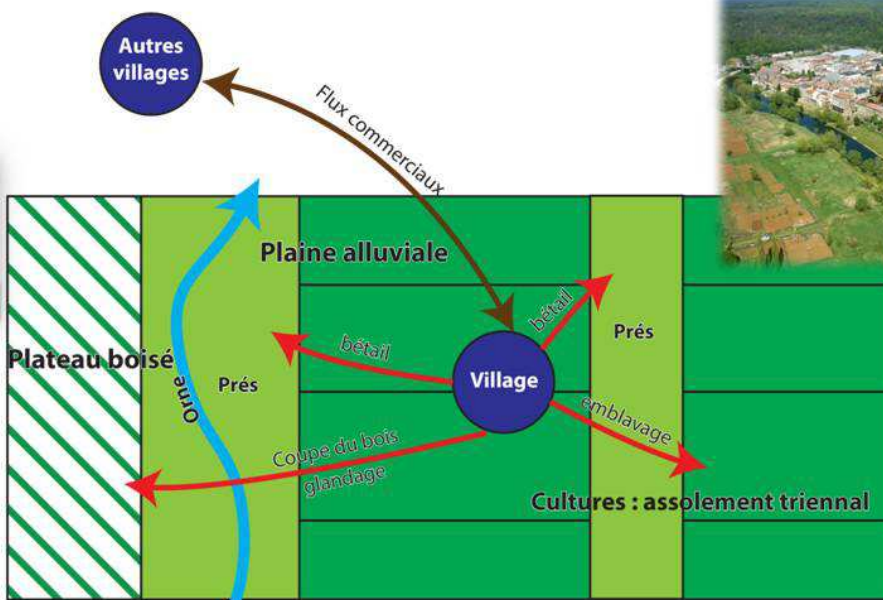 Autres
villages
Flux commerciaux
Plaine alluviale
bétail
Prés
bétail
Plateau boisé
Orne
Prés
Village
emblavage
Coupe du bois
glandage
Cultures : assolement triennal